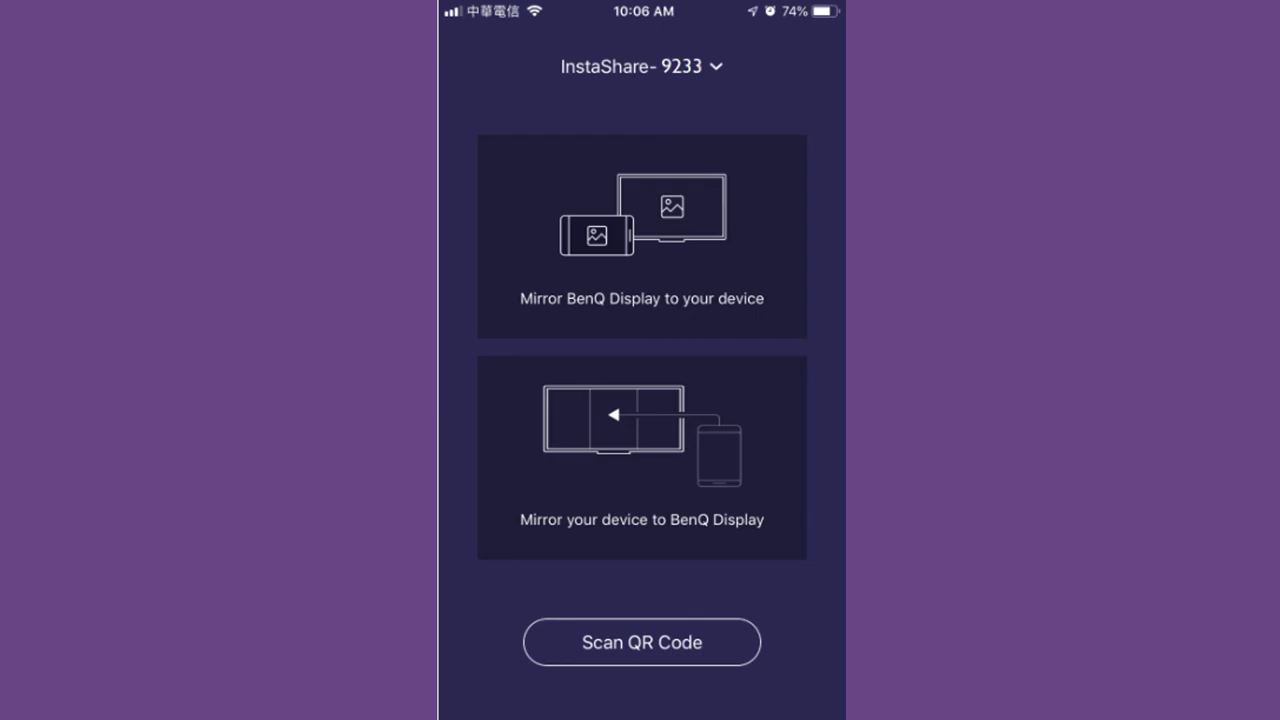 中華電信
10:06 AM
74%
InstaShare- 9233
Mirror BenQ Display to your device
Mirror your device to BenQ Display
Scan QR Code